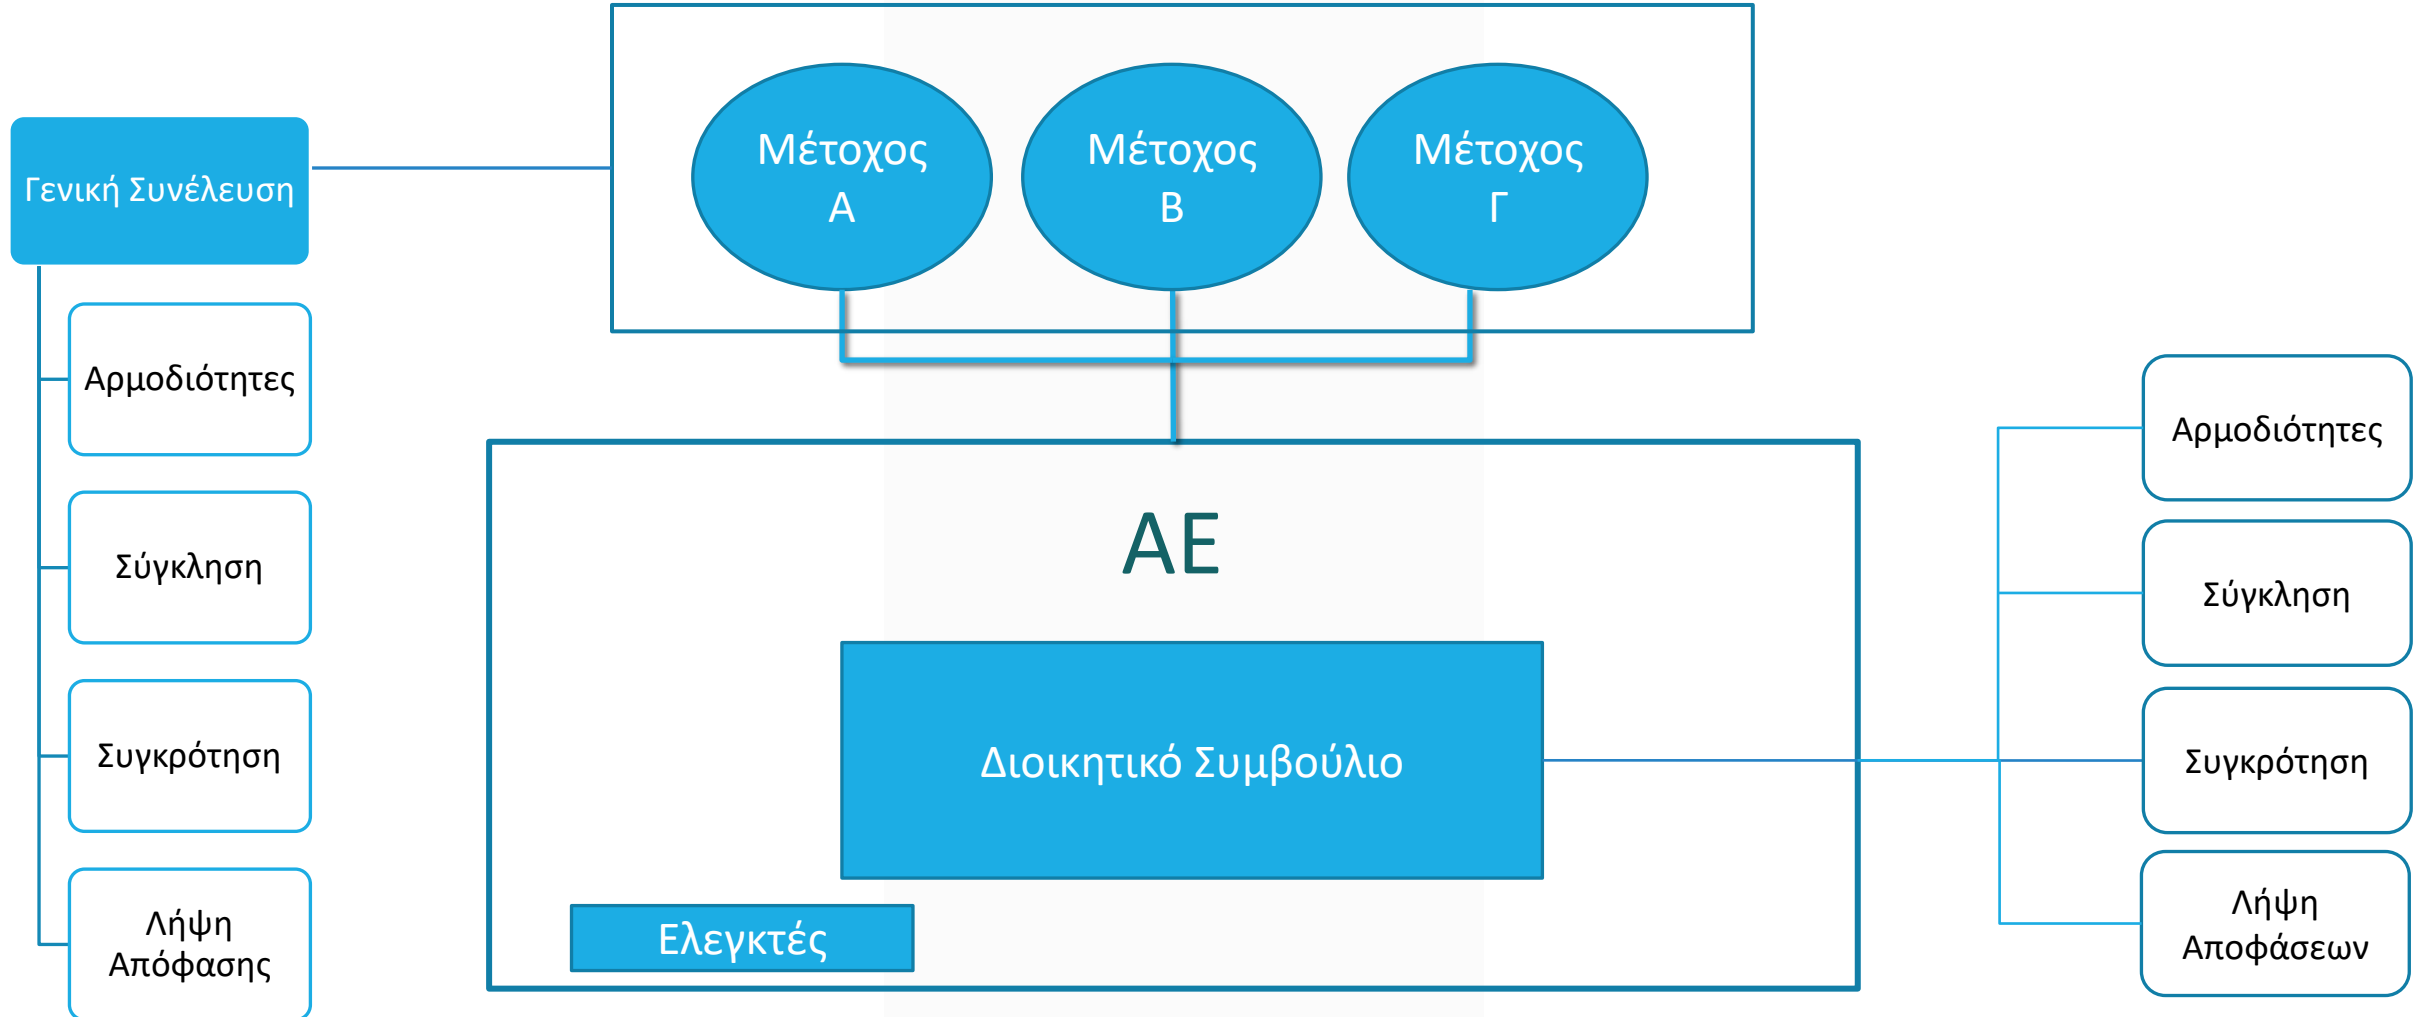 Μέτοχος
Α
Μέτοχος
Β
Μέτοχος
Γ
Γενική Συνέλευση
Αρμοδιότητες
Σύγκληση
Συγκρότηση
Λήψη
Απόφασης
ΑΕ
Διοικητικό Συμβούλιο
Ελεγκτές
Αρμοδιότητες
Σύγκληση
Συγκρότηση
Λήψη
Αποφάσεων